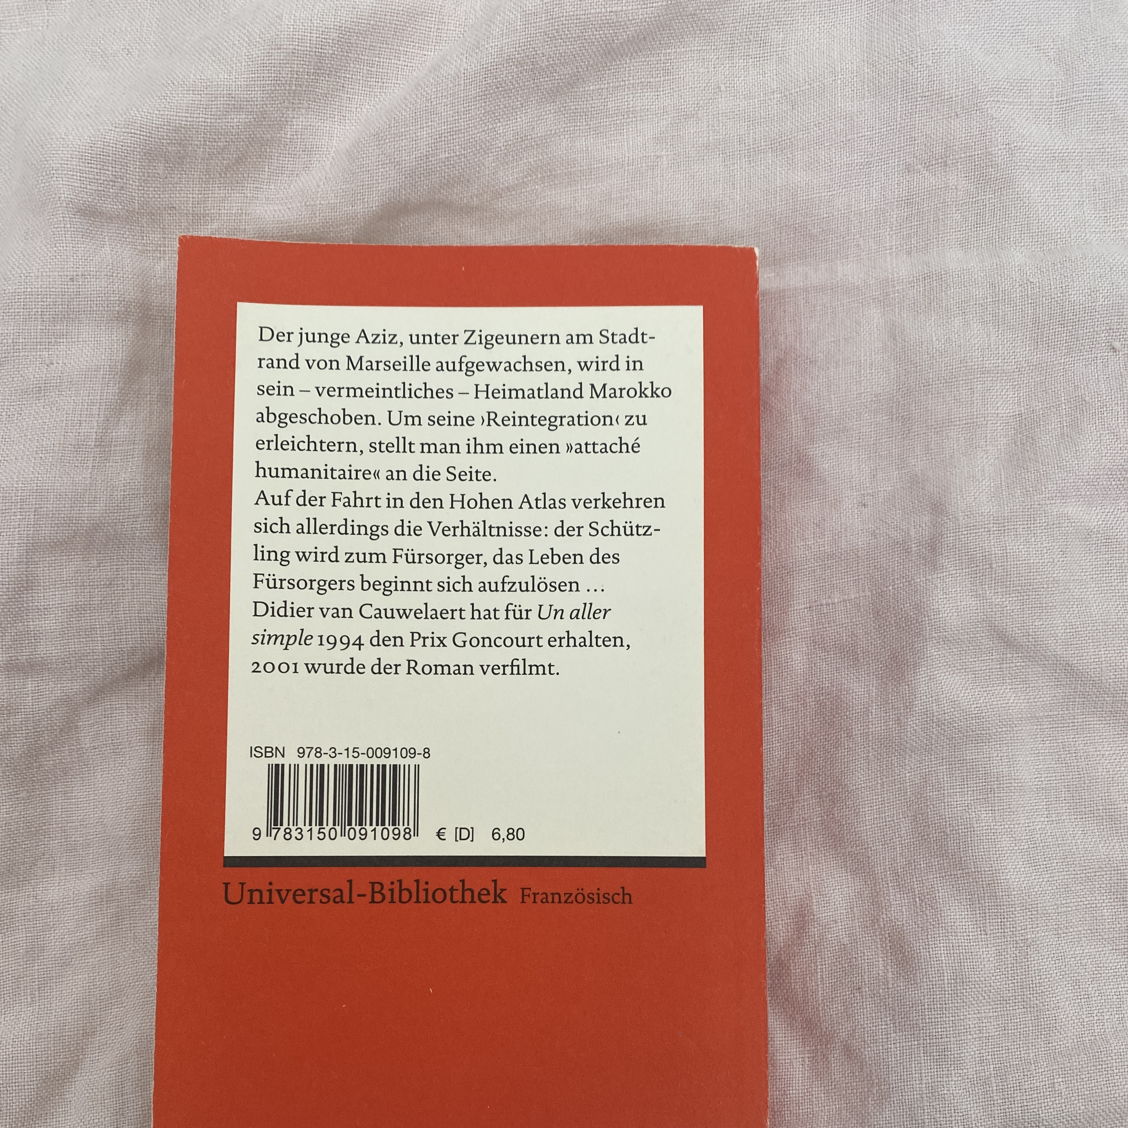 Der junge Aziz, unter Zigeunern am Stadt-
rand von Marseille aufgewachsen, wird in
sein – vermeintliches – Heimatland Marokko
abgeschoben. Um seine ›Reintegration‹ zu
erleichtern, stellt man ihm einen »attaché
humanitaire« an die Seite.
Auf der Fahrt in den Hohen Atlas verkehren
sich allerdings die Verhältnisse: der Schütz-
ling wird zum Fürsorger, das Leben des
Fürsorgers beginnt sich aufzulösen …
Didier van Cauwelaert hat für Un aller
simple 1994 den Prix Goncourt erhalten,
2001 wurde der Roman verfilmt.
ISBN 978-3-15-009109-8
9 783150 091098 € [D] 6,80
Universal-Bibliothek Französisch